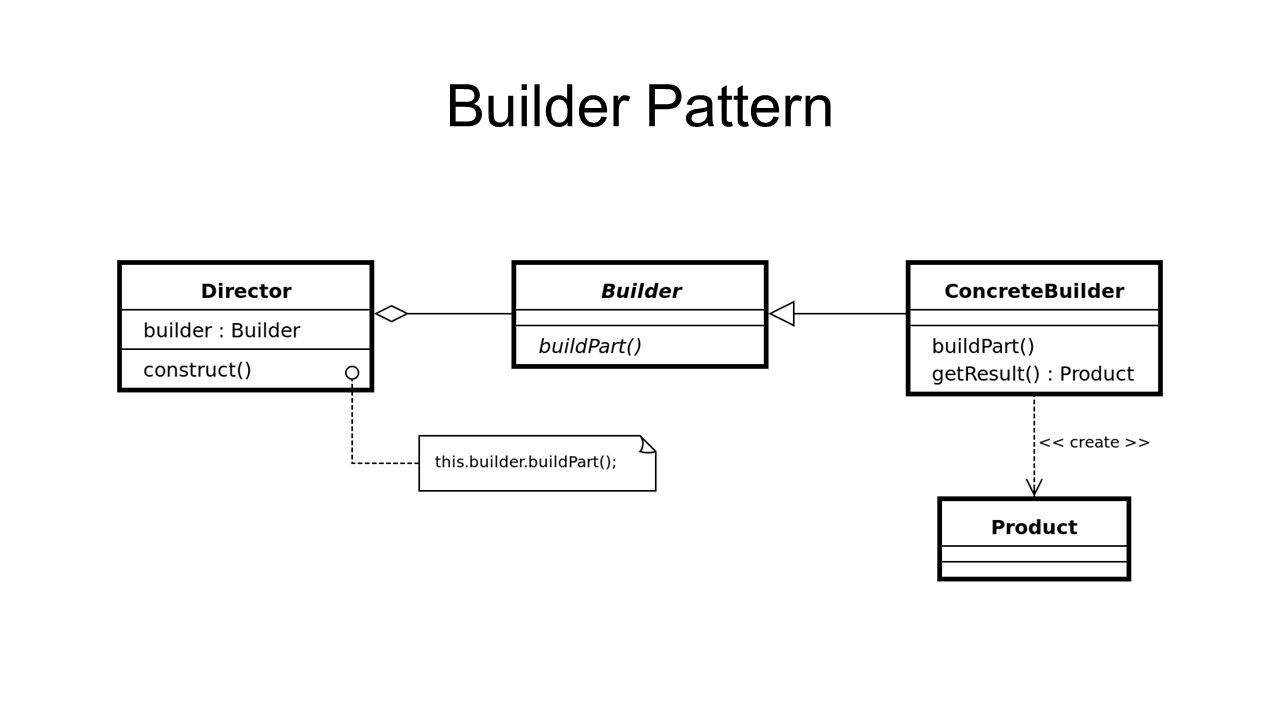 Builder Pattern
Director
builder : Builder
construct()
Builder
buildPart()
ConcreteBuilder
buildPart()
getResult() : Product
this.builder.buildPart();
<< create >>
Product